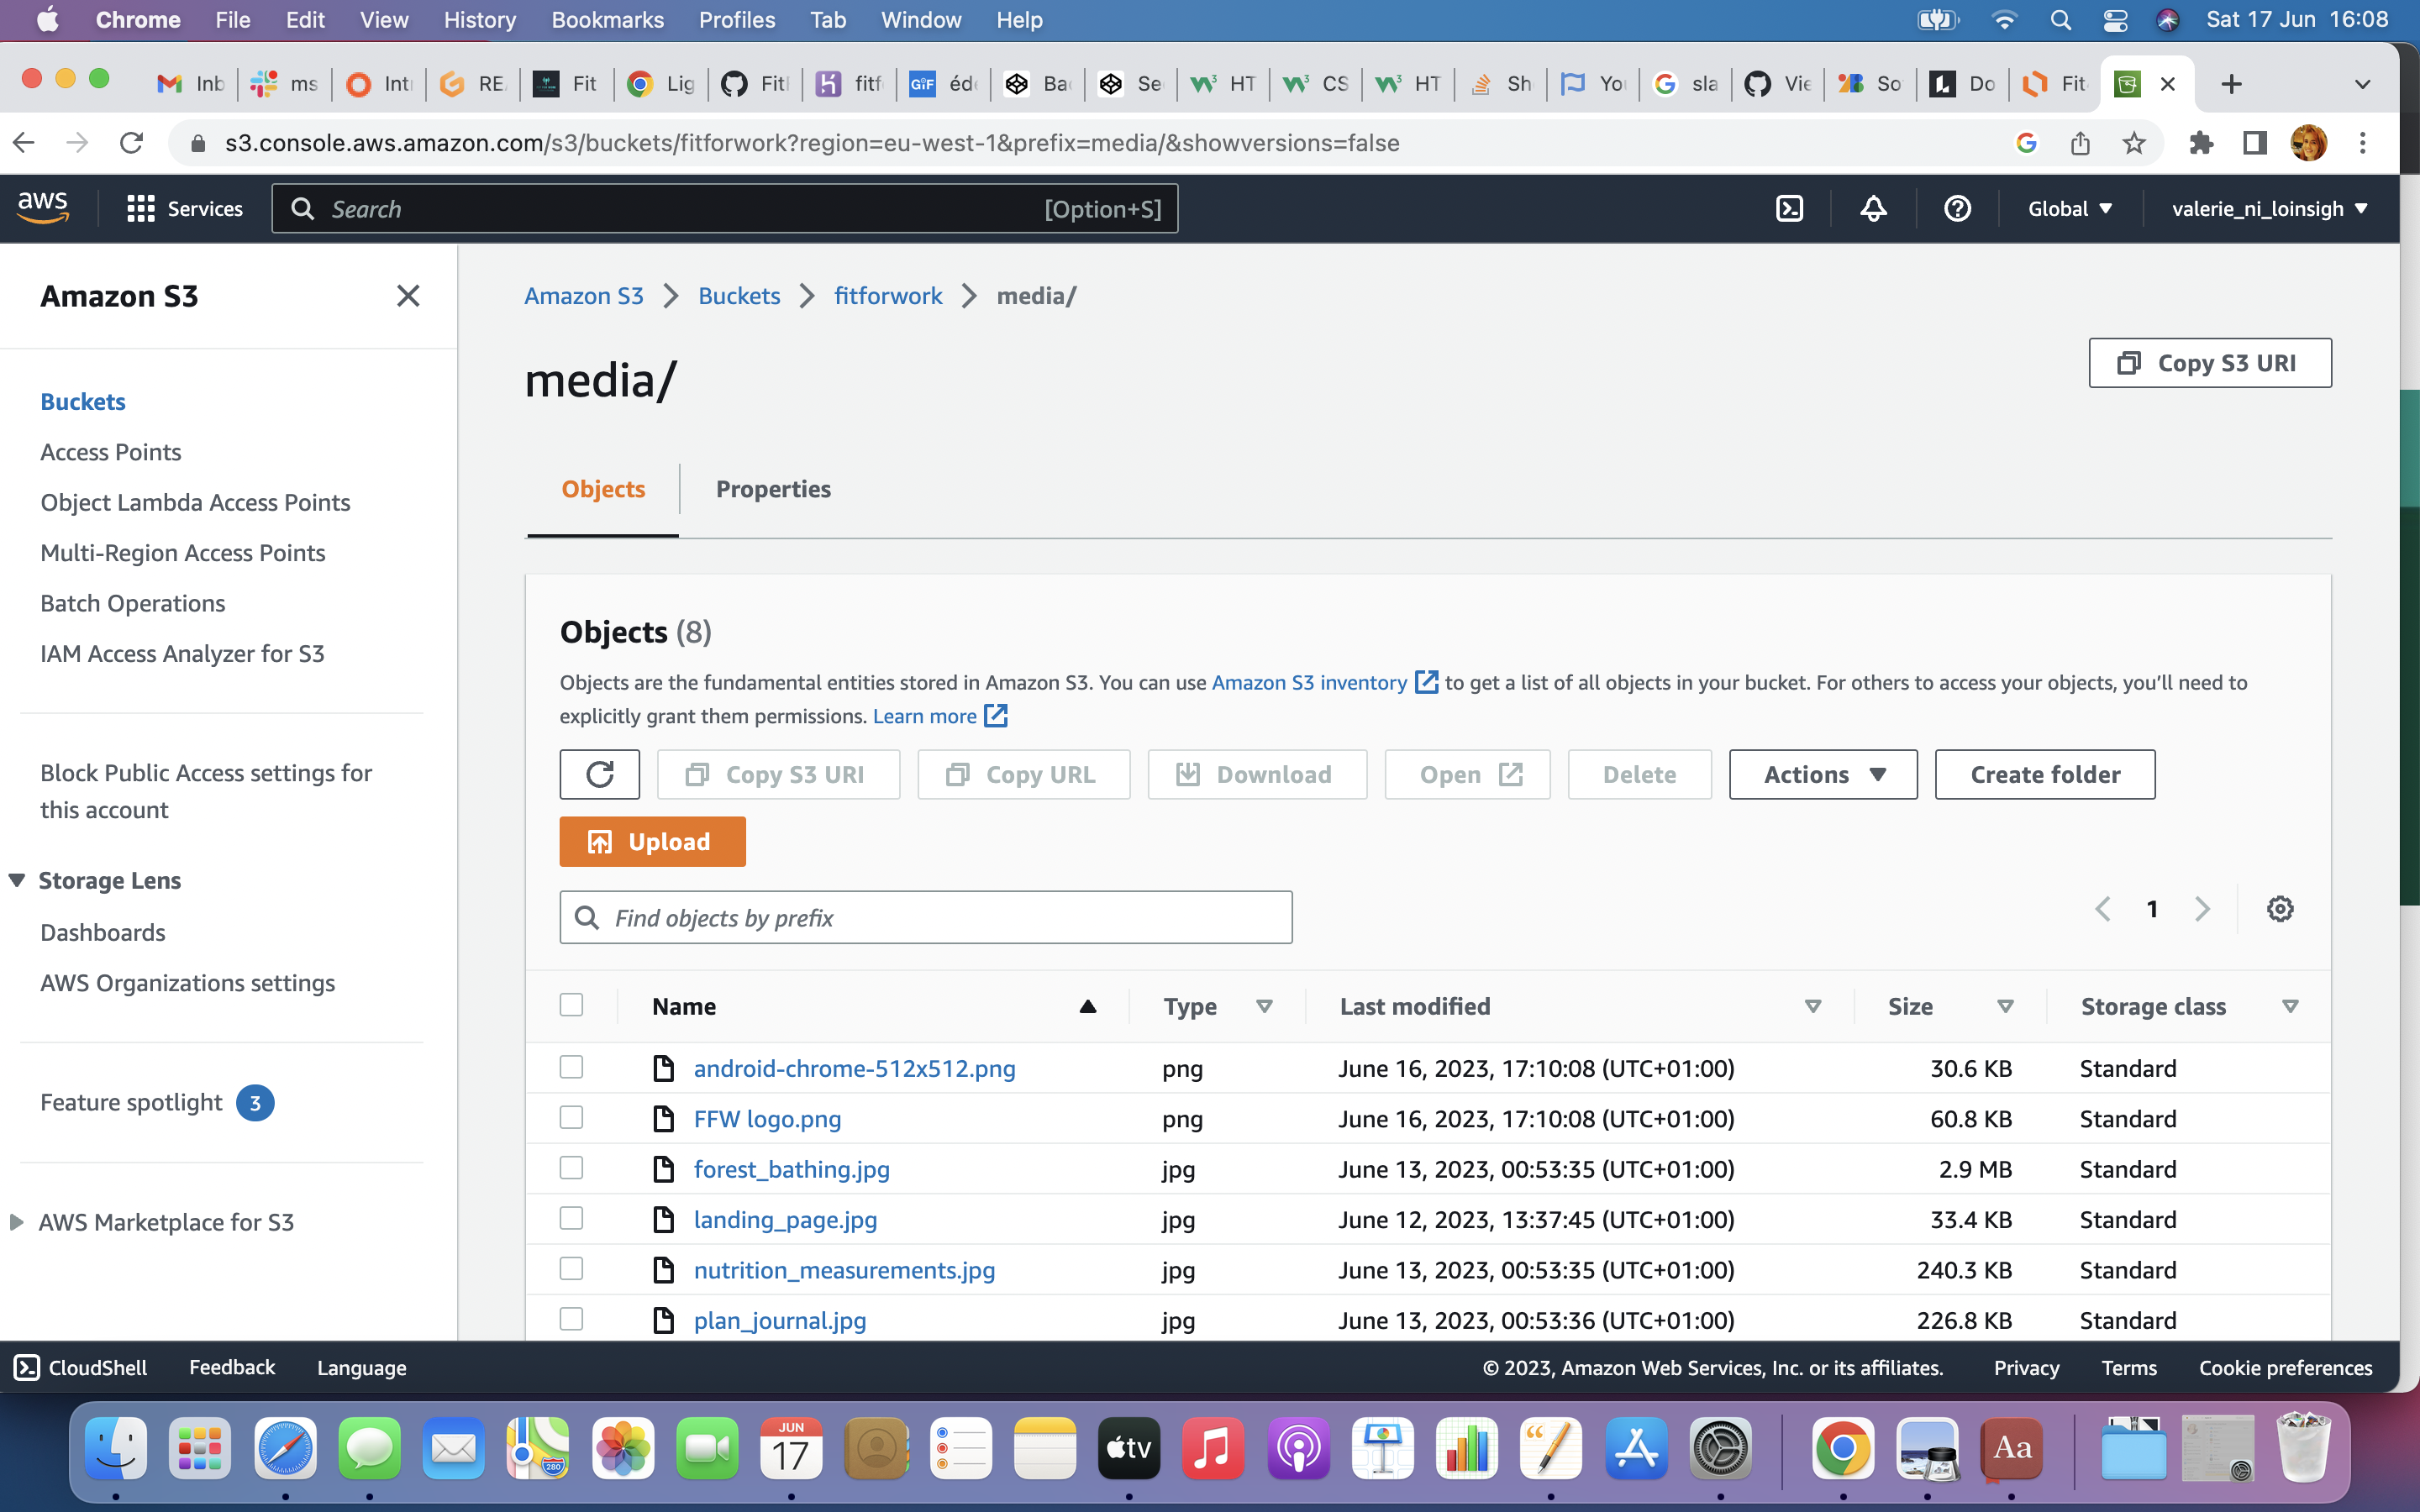 Chrome File Edit View History Bookmarks Profiles Tab Window Help Sat 17 Jun 16:08
Inb ms Int RE Fit Lig Fitl fitf GIF éde Ba Se HT CS HT Sh Yo sla Vie So Do Fit
s3.console.aws.amazon.com/s3/buckets/fitforwork?region=eu-west-1&prefix=media/&showversions=false
aws Services Search [Option+S] Global valerie_ni_loinsigh
Amazon S3
Buckets
Access Points
Object Lambda Access Points
Multi-Region Access Points
Batch Operations
IAM Access Analyzer for S3
Block Public Access settings for
this account
Storage Lens
Dashboards
AWS Organizations settings
Feature spotlight 3
AWS Marketplace for S3
Amazon S3 Buckets fitforwork media/
media/
Copy S3 URI
Objects Properties
Objects (8)
Objects are the fundamental entities stored in Amazon S3. You can use Amazon S3 inventory to get a list of all objects in your bucket. For others to access your objects, you'll need to
explicitly grant them permissions. Learn more
Copy S3 URI Copy URL Download Open Delete Actions Create folder
Upload
Find objects by prefix 1
Name Type Last modified Size Storage class
android-chrome-512x512.png png June 16, 2023, 17:10:08 (UTC+01:00) 30.6 KB Standard
FFW logo.png png June 16, 2023, 17:10:08 (UTC+01:00) 60.8 KB Standard
forest_bathing.jpg jpg June 13, 2023, 00:53:35 (UTC+01:00) 2.9 MB Standard
landing_page.jpg jpg June 12, 2023, 13:37:45 (UTC+01:00) 33.4 KB Standard
nutrition_measurements.jpg jpg June 13, 2023, 00:53:35 (UTC+01:00) 240.3 KB Standard
plan_journal.jpg jpg June 13, 2023, 00:53:36 (UTC+01:00) 226.8 KB Standard
CloudShell Feedback Language © 2023, Amazon Web Services, Inc. or its affiliates. Privacy Terms Cookie preferences
280 JUN 17 tv Aa